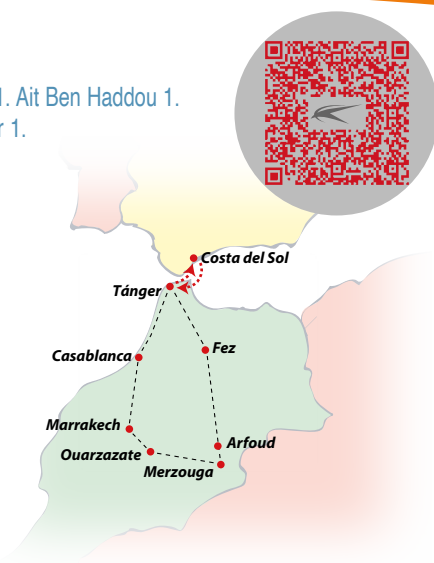 1. Ait Ben Haddou 1.
r 1.
Costa del Sol
Tánger
Casablanca
Fez
Marrakech
Arfoud
Ouarzazate
Merzouga